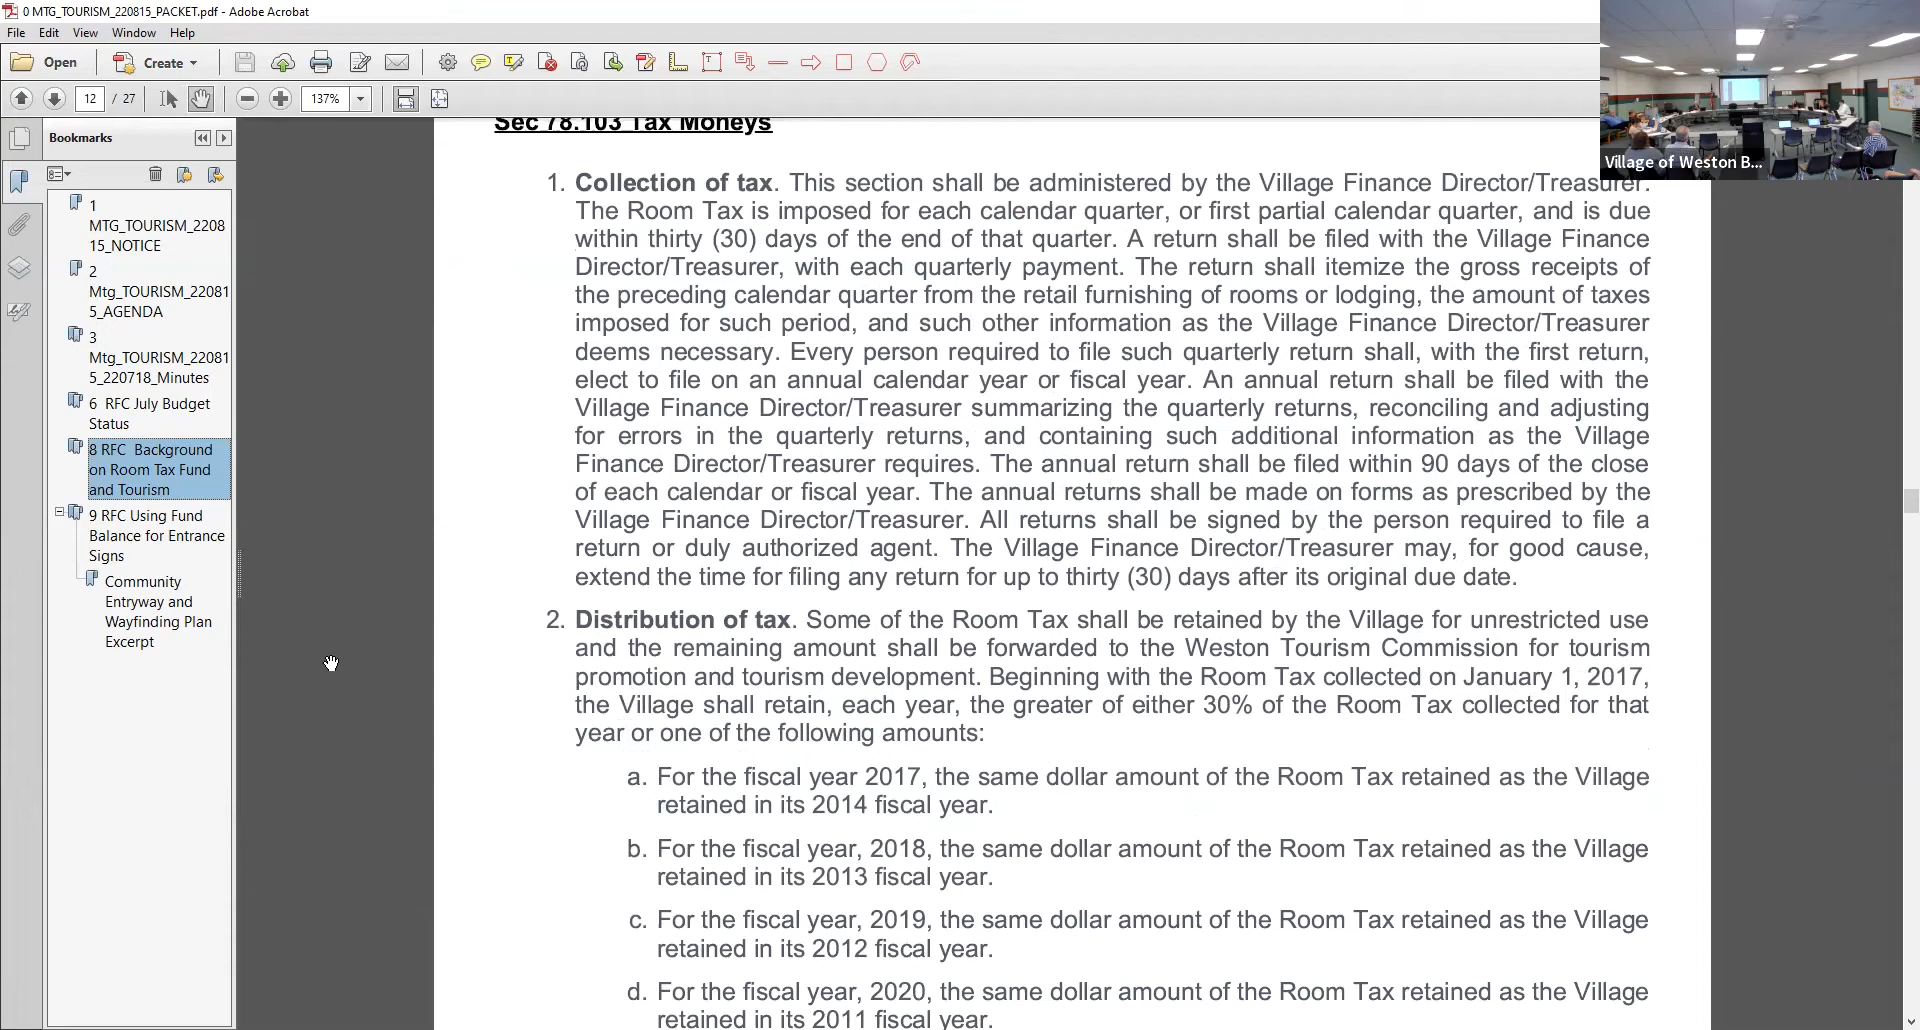 0 MTG_TOURISM_220815_PACKET.pdf - Adobe Acrobat
File Edit View Window Help
Open Create
12 / 27 137%
Bookmarks
1
MTG_TOURISM_2208
15_NOTICE
2
Mtg_TOURISM_22081
5_AGENDA
3
Mtg_TOURISM_22081
5_220718_Minutes
6 RFC July Budget
Status
8 RFC Background
on Room Tax Fund
and Tourism
9 RFC Using Fund
Balance for Entrance
Signs
Community
Entryway and
Wayfinding Plan
Excerpt
Sec 78.103 Tax Moneys
1. Collection of tax. This section shall be administered by the Village Finance Director/Treasurer.
The Room Tax is imposed for each calendar quarter, or first partial calendar quarter, and is due
within thirty (30) days of the end of that quarter. A return shall be filed with the Village Finance
Director/Treasurer, with each quarterly payment. The return shall itemize the gross receipts of
the preceding calendar quarter from the retail furnishing of rooms or lodging, the amount of taxes
imposed for such period, and such other information as the Village Finance Director/Treasurer
deems necessary. Every person required to file such quarterly return shall, with the first return,
elect to file on an annual calendar year or fiscal year. An annual return shall be filed with the
Village Finance Director/Treasurer summarizing the quarterly returns, reconciling and adjusting
for errors in the quarterly returns, and containing such additional information as the Village
Finance Director/Treasurer requires. The annual return shall be filed within 90 days of the close
of each calendar or fiscal year. The annual returns shall be made on forms as prescribed by the
Village Finance Director/Treasurer. All returns shall be signed by the person required to file a
return or duly authorized agent. The Village Finance Director/Treasurer may, for good cause,
extend the time for filing any return for up to thirty (30) days after its original due date.
2. Distribution of tax. Some of the Room Tax shall be retained by the Village for unrestricted use
and the remaining amount shall be forwarded to the Weston Tourism Commission for tourism
promotion and tourism development. Beginning with the Room Tax collected on January 1, 2017,
the Village shall retain, each year, the greater of either 30% of the Room Tax collected for that
year or one of the following amounts:
a. For the fiscal year 2017, the same dollar amount of the Room Tax retained as the Village
retained in its 2014 fiscal year.
b. For the fiscal year, 2018, the same dollar amount of the Room Tax retained as the Village
retained in its 2013 fiscal year.
c. For the fiscal year, 2019, the same dollar amount of the Room Tax retained as the Village
retained in its 2012 fiscal year.
d. For the fiscal year, 2020, the same dollar amount of the Room Tax retained as the Village
retained in its 2011 fiscal year.
Village of Weston B...